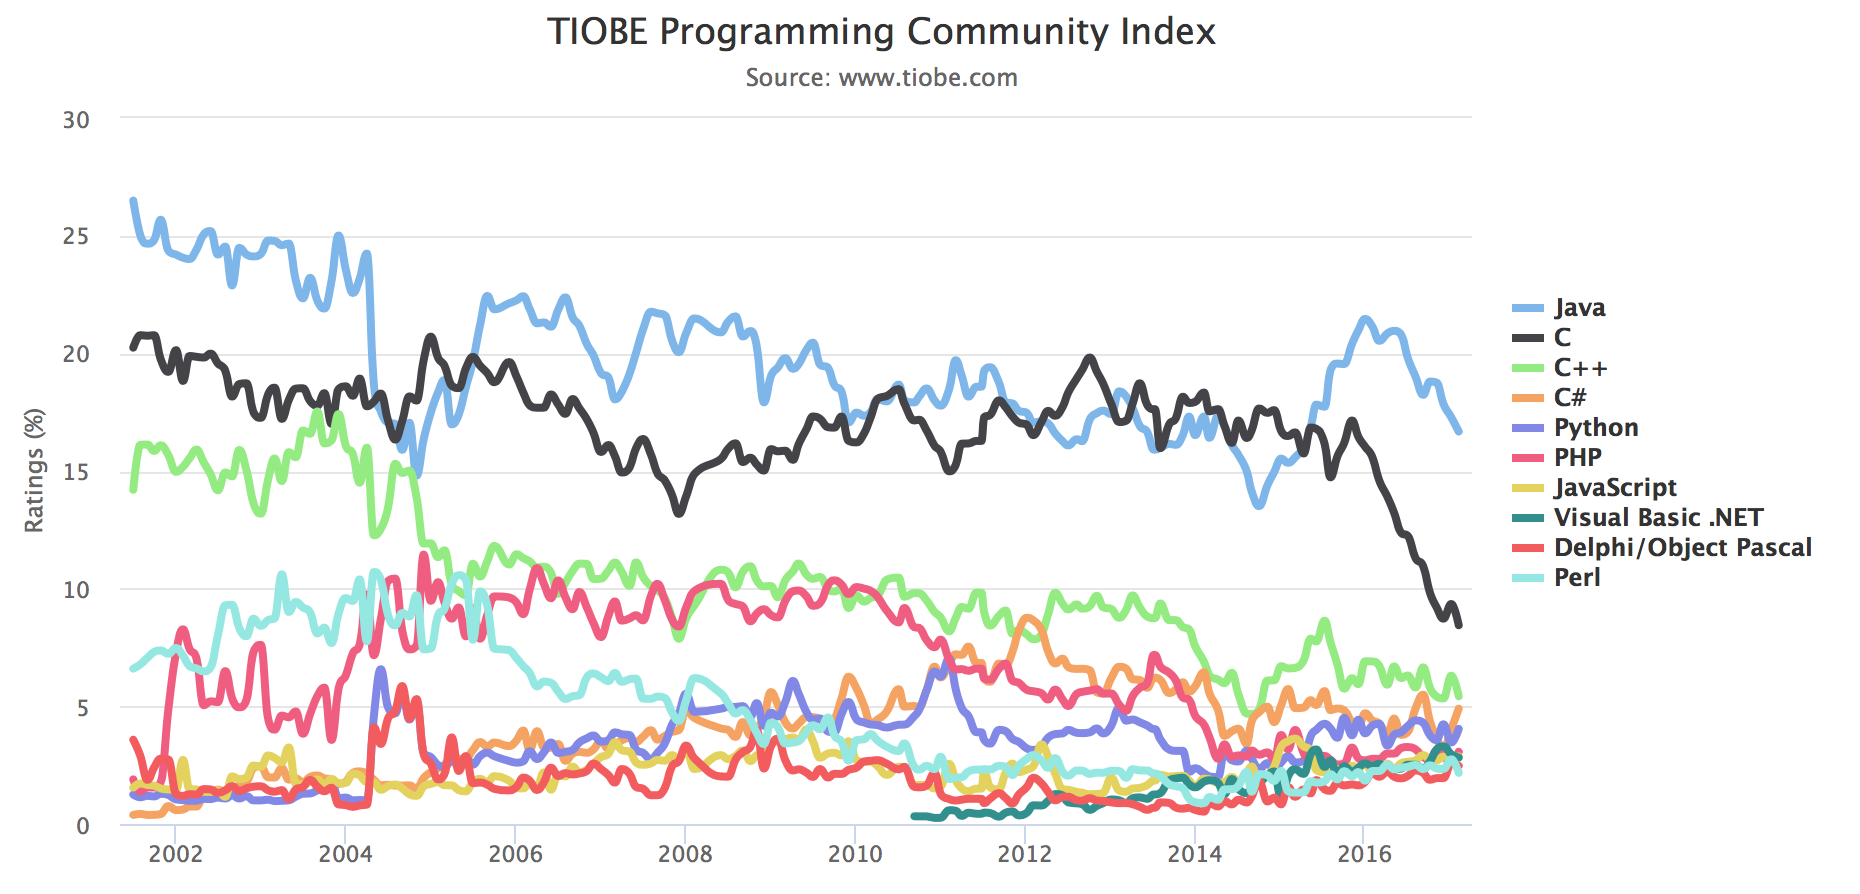 TIOBE Programming Community Index
Source: www.tiobe.com
Ratings (%)
30
25
20
15
10
5
0
2002 2004 2006 2008 2010 2012 2014 2016
Java
C
C++
C#
Python
PHP
JavaScript
Visual Basic .NET
Delphi/Object Pascal
Perl